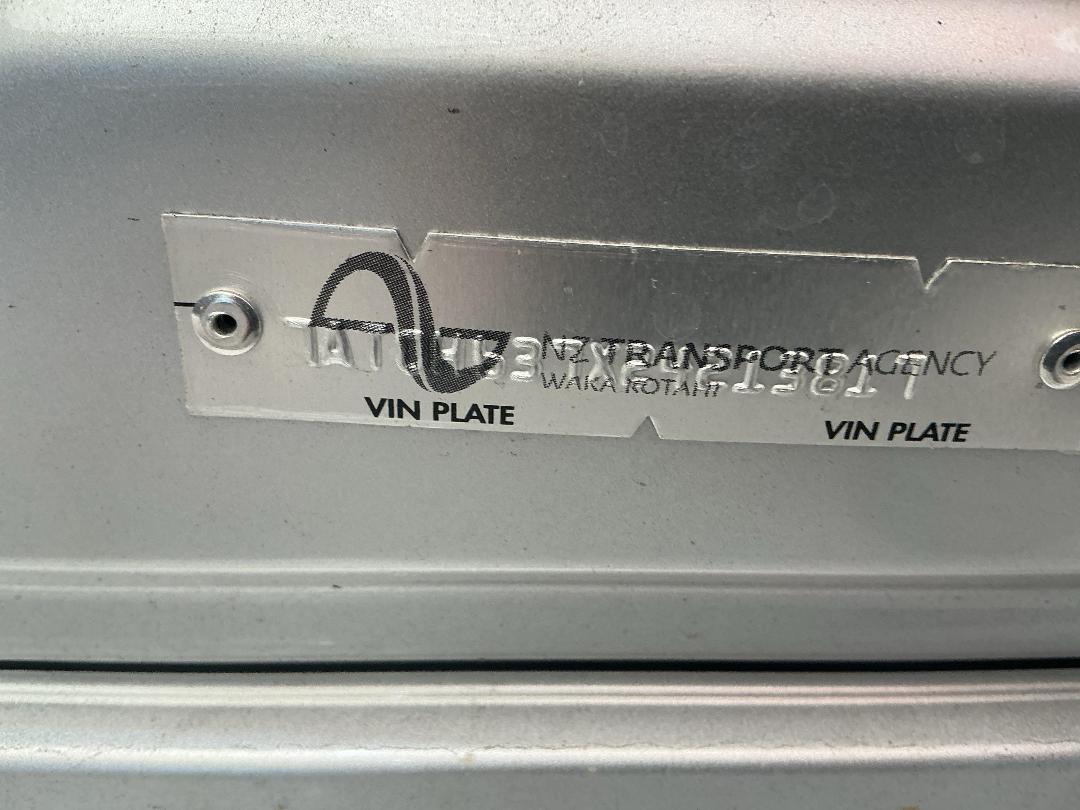 NZ TRANSPORT AGENCY
WAKA KOTAHI
VIN PLATE
VIN PLATE